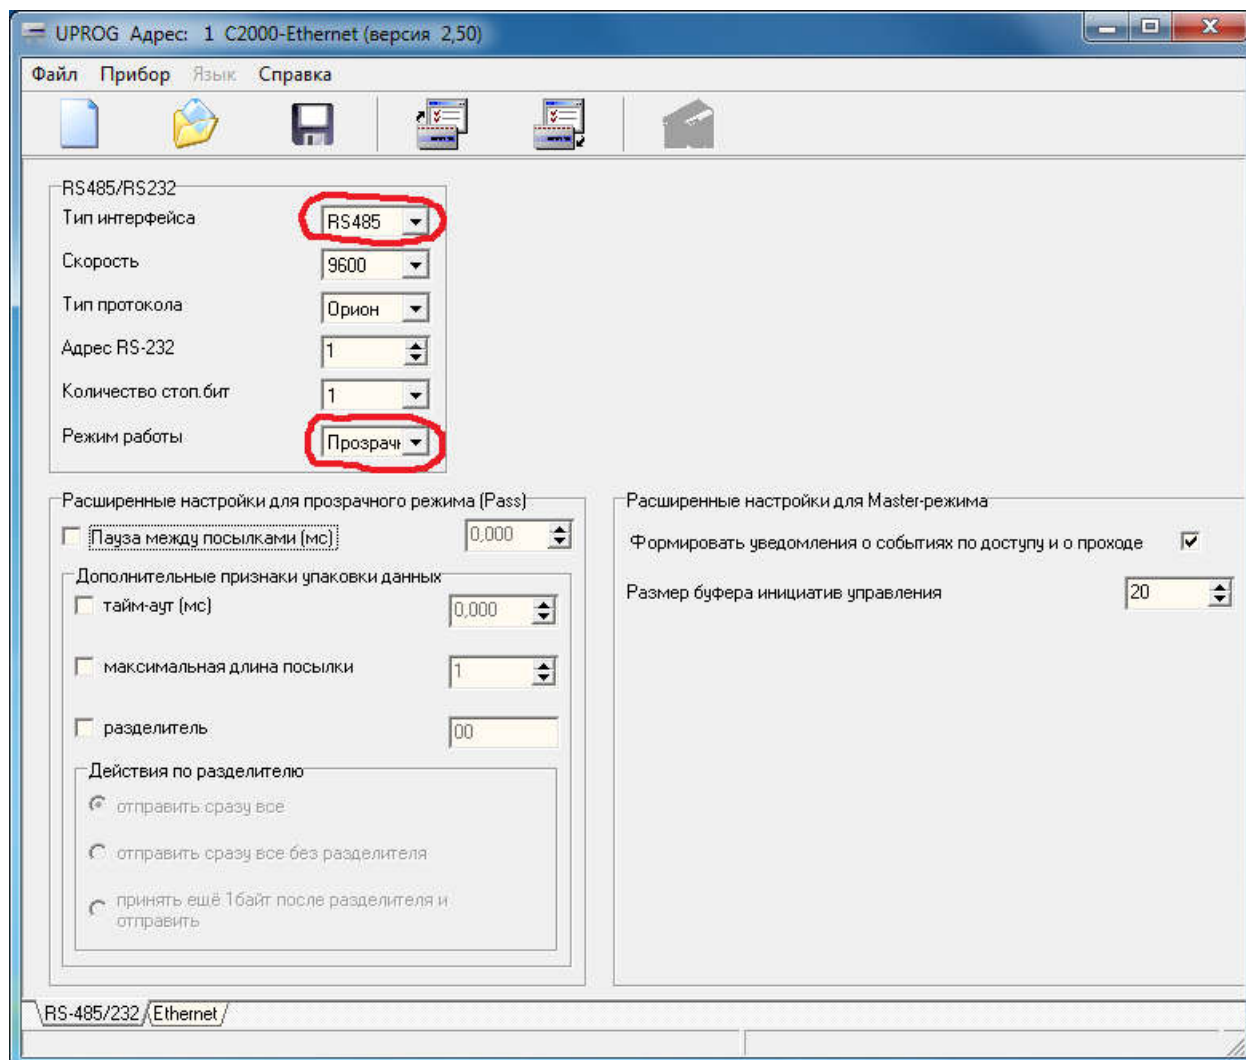 UPROG Адрес: 1 С2000-Ethernet (версия 2,50)
Файл Прибор Язык Справка
RS485/RS232
Тип интерфейса RS485
Скорость 9600
Тип протокола Орион
Адрес RS-232 1
Количество стоп.бит 1
Режим работы Прозрачн
Расширенные настройки для прозрачного режима (Pass)
Пауза между посылками (мс) 0,000
Дополнительные признаки упаковки данных
тайм-аут (мс) 0,000
максимальная длина посылки 1
разделитель 00
Действия по разделителю
отправить сразу все
отправить сразу все без разделителя
принять ещё 1байт после разделителя и
отправить
Расширенные настройки для Master-режима
Формировать уведомления о событиях по доступу и о проходе
Размер буфера инициатив управления 20
RS-485/232 Ethernet